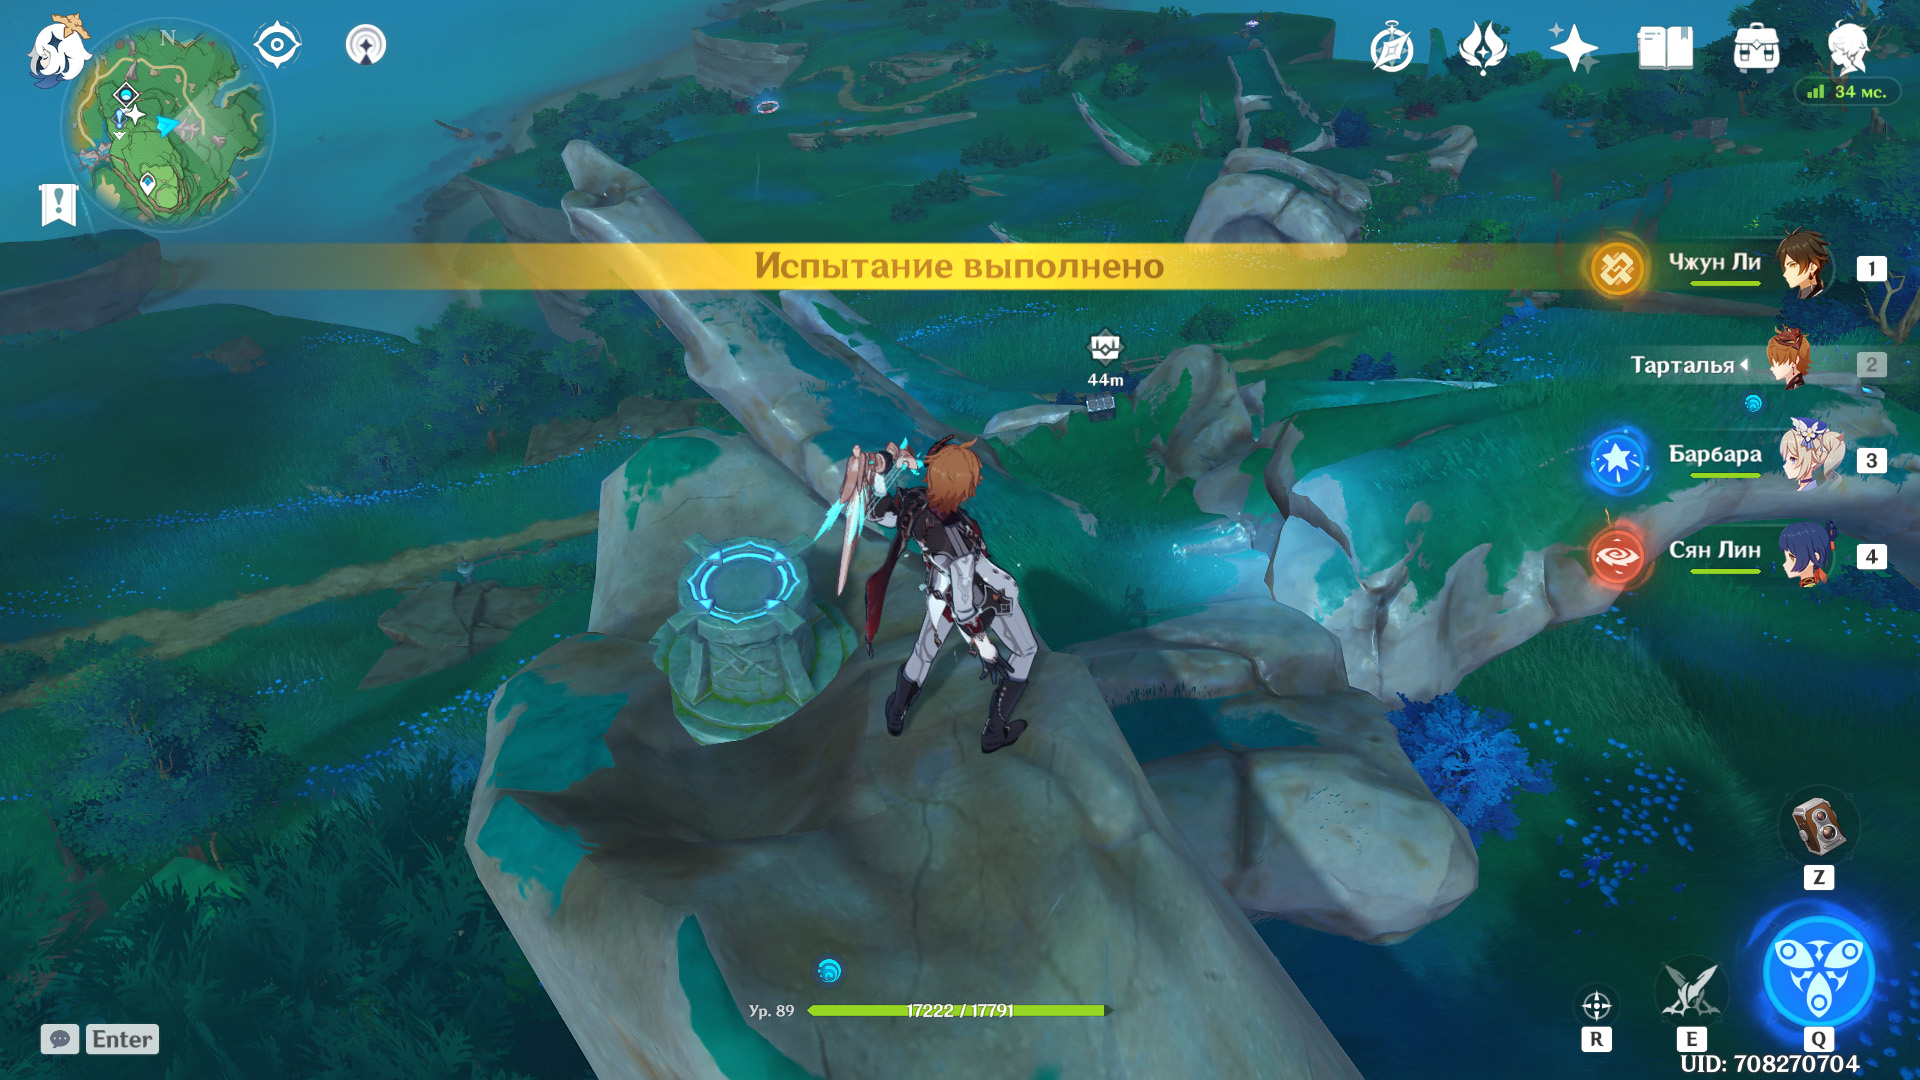 N
34 мс.
Испытание выполнено
Чжун Ли
1
44m
Тарталья
2
Барбара
3
Сян Лин
4
Z
Ур. 89
17222 / 17791
Enter
R
E
Q
UID: 708270704